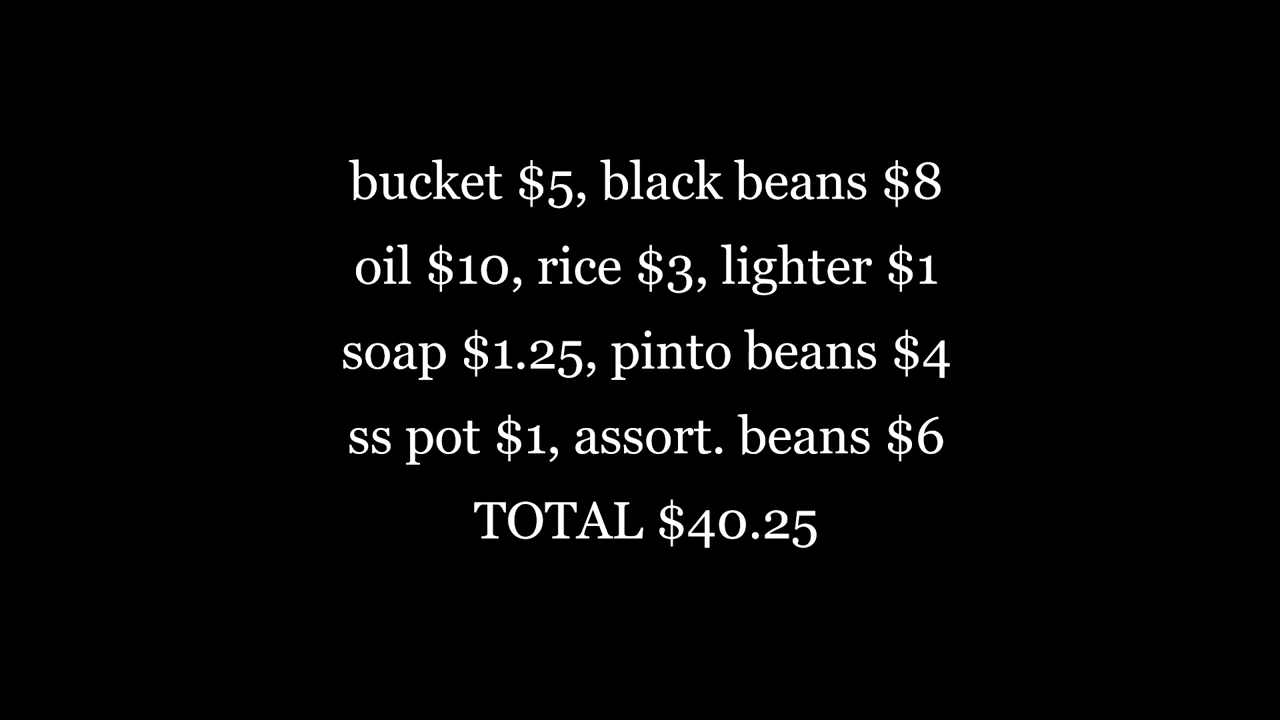 bucket $5, black beans $8
oil $10, rice $3, lighter $1
soap $1.25, pinto beans $4
ss pot $1, assort. beans $6
TOTAL $40.25